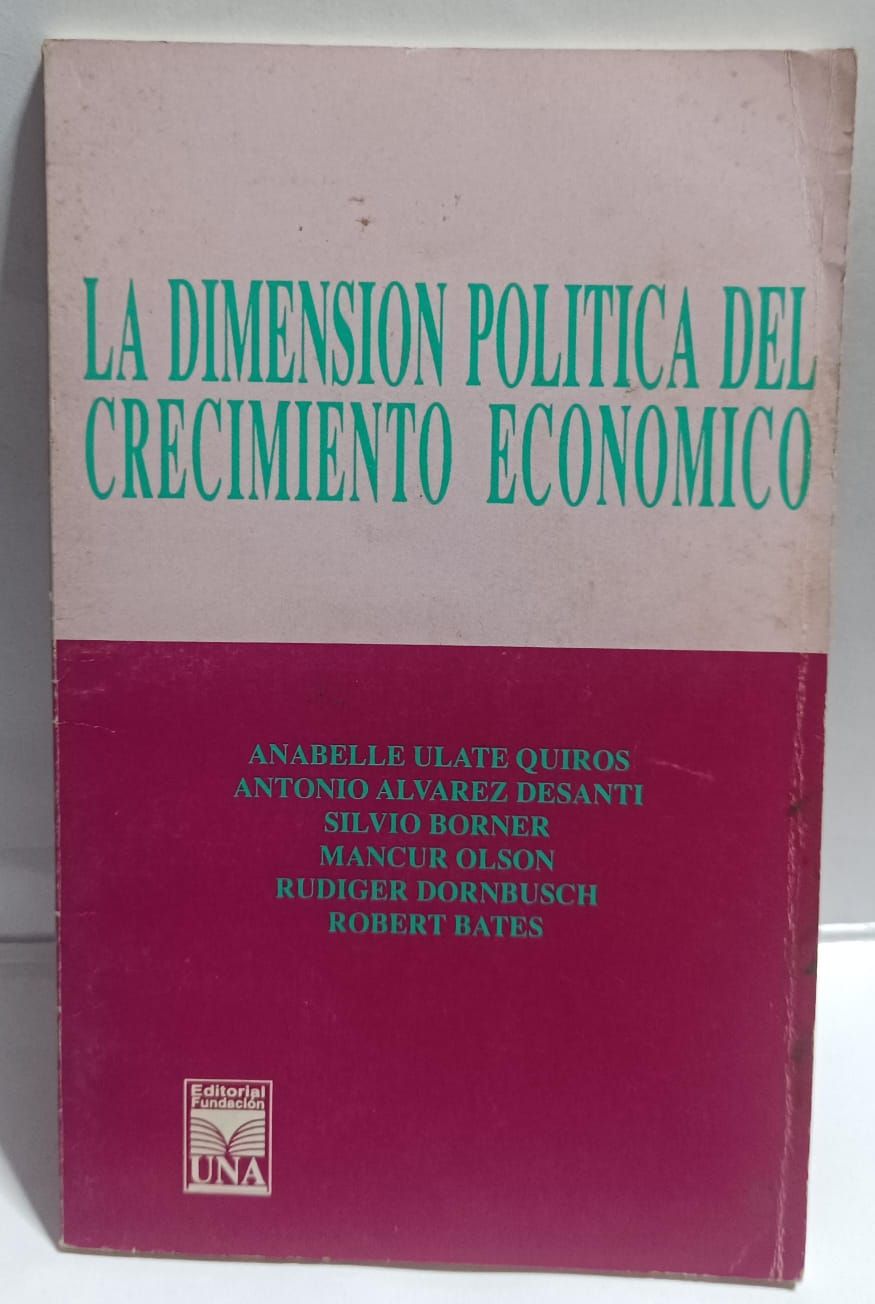 LA DIMENSION POLITICA DEL
CRECIMIENTO ECONOMICO
ANABELLE ULATE QUIROS
ANTONIO ALVAREZ DESANTI
SILVIO BORNER
MANCUR OLSON
RUDIGER DORNBUSCH
ROBERT BATES
Editorial
Fundación
UNA